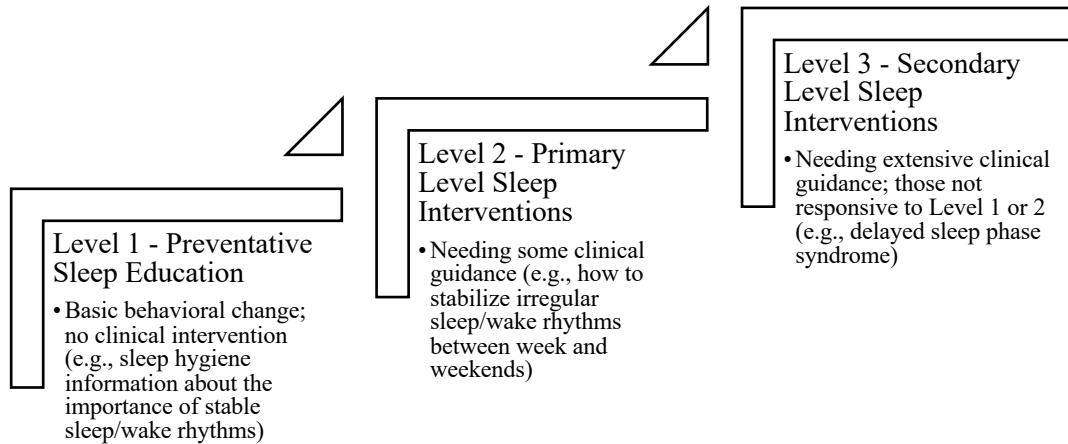 Level 1 - Preventative
Sleep Education
• Basic behavioral change;
no clinical intervention
(e.g., sleep hygiene
information about the
importance of stable
sleep/wake rhythms)
Level 2 - Primary
Level Sleep
Interventions
• Needing some clinical
guidance (e.g., how to
stabilize irregular
sleep/wake rhythms
between week and
weekends)
Level 3 - Secondary
Level Sleep
Interventions
• Needing extensive clinical
guidance; those not
responsive to Level 1 or 2
(e.g., delayed sleep phase
syndrome)